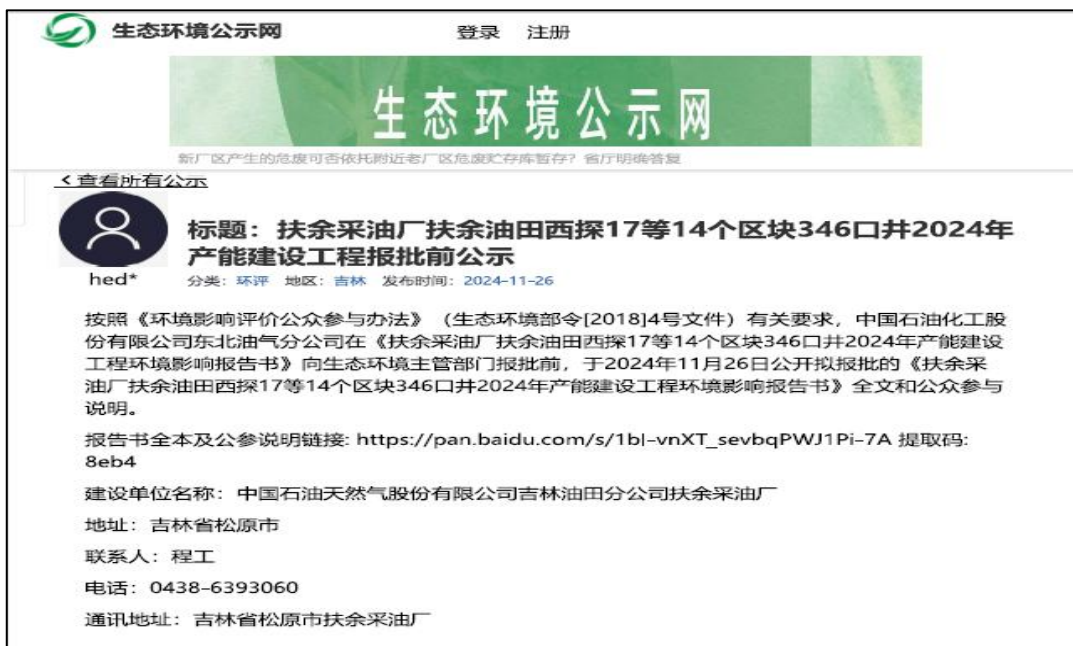 生态环境公示网
登录 注册
生态环境公示网
新厂区产生的危废可否依托附近老厂区危废贮存库暂存？省厅明确答复
<查看所有公示
标题：扶余采油厂扶余油田西探17等14个区块346口井2024年
产能建设工程报批前公示
hed*
分类：环评 地区：吉林 发布时间：2024-11-26
按照《环境影响评价公众参与办法》（生态环境部令[2018]4号文件）有关要求，中国石油化工股
份有限公司东北油气分公司在《扶余采油厂扶余油田西探17等14个区块346口井2024年产能建设
工程环境影响报告书》向生态环境主管部门报批前，于2024年11月26日公开拟报批的《扶余采
油厂扶余油田西探17等14个区块346口井2024年产能建设工程环境影响报告书》全文和公众参与
说明。
报告书全本及公参说明链接: https://pan.baidu.com/s/1bl-vnXT_sevbqPWJ1Pi-7A 提取码:
8eb4
建设单位名称：中国石油天然气股份有限公司吉林油田分公司扶余采油厂
地址：吉林省松原市
联系人：程工
电话：0438-6393060
通讯地址：吉林省松原市扶余采油厂